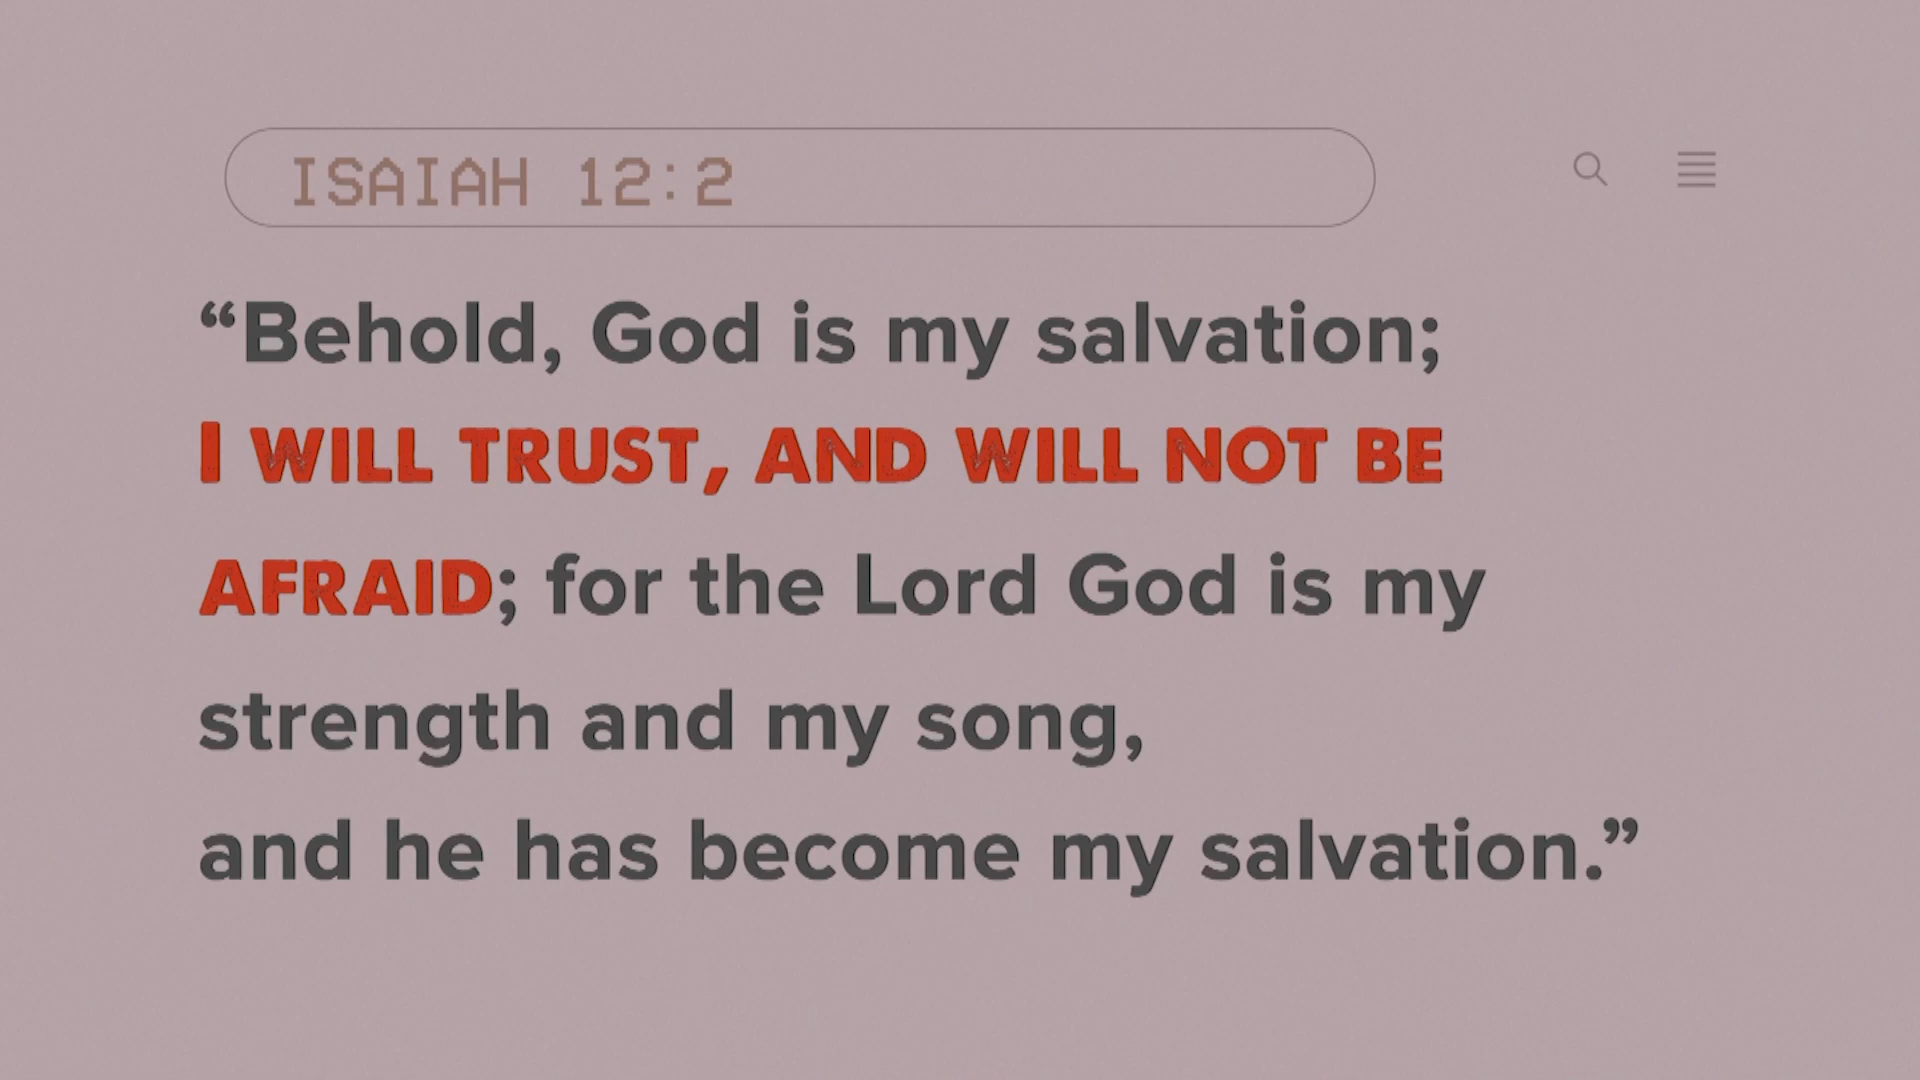 ISAIAH 12:2
“Behold, God is my salvation;
I WILL TRUST, AND WILL NOT BE
AFRAID; for the Lord God is my
strength and my song,
and he has become my salvation.”